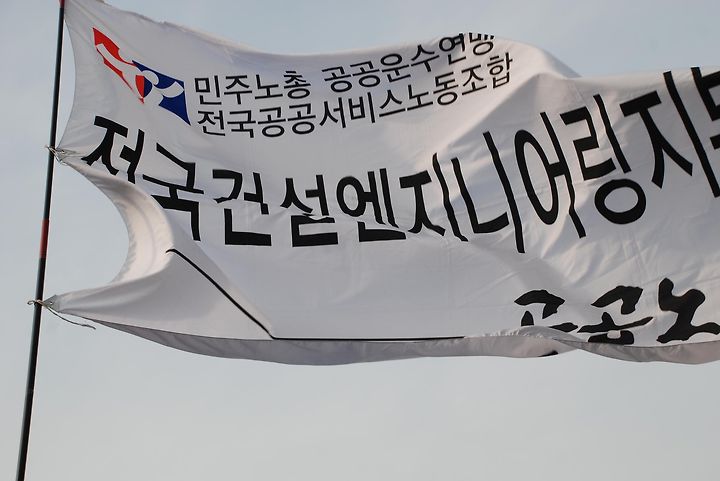 민주노총 공공운수연맹
전국공공서비스노동조합
전국건설엔지니어링지부
공공노